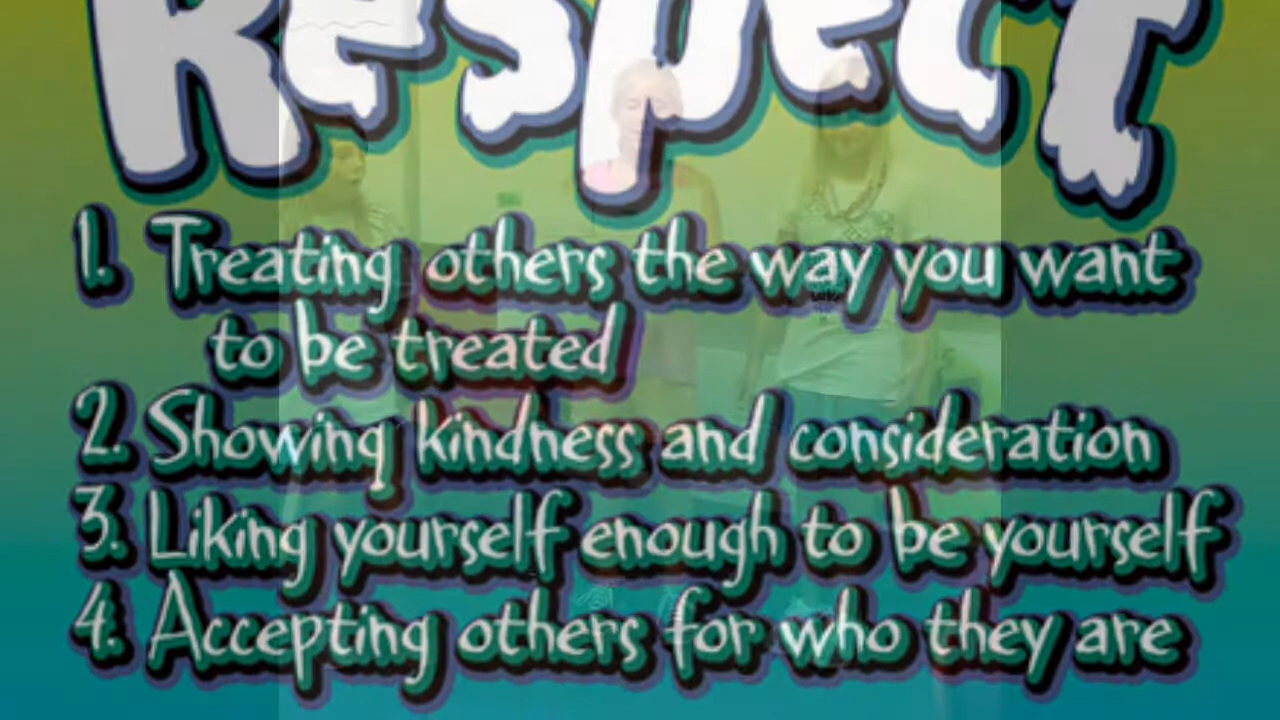 Respect
1. Treating others the way you want
to be treated
2. Showing kindness and consideration
3. Liking yourself enough to be yourself
4. Accepting others for who they are